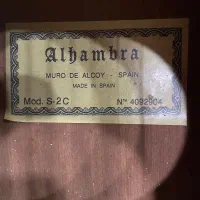 Alhambra
MURO DE ALCOY - SPAIN
MADE IN SPAIN
Mod. S-2C Nº 4092904